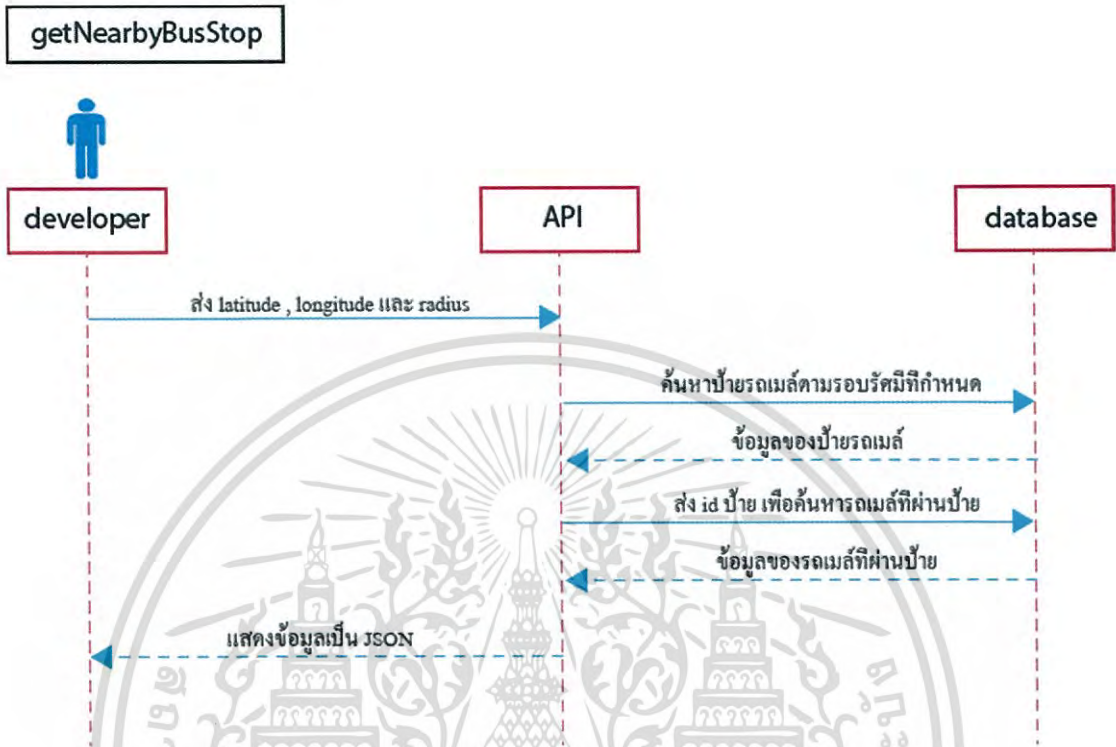 getNearbyBusStop
developer
API
database
ส่ง latitude , longitude และ radius
ค้นหาป้ายรถเมล์ตามรอบรัศมีที่กำหนด
ข้อมูลของป้ายรถเมล์
ส่ง id ป้าย เพื่อค้นหารถเมล์ที่ผ่านป้าย
ข้อมูลของรถเมล์ที่ผ่านป้าย
แสดงข้อมูลเป็น JSON